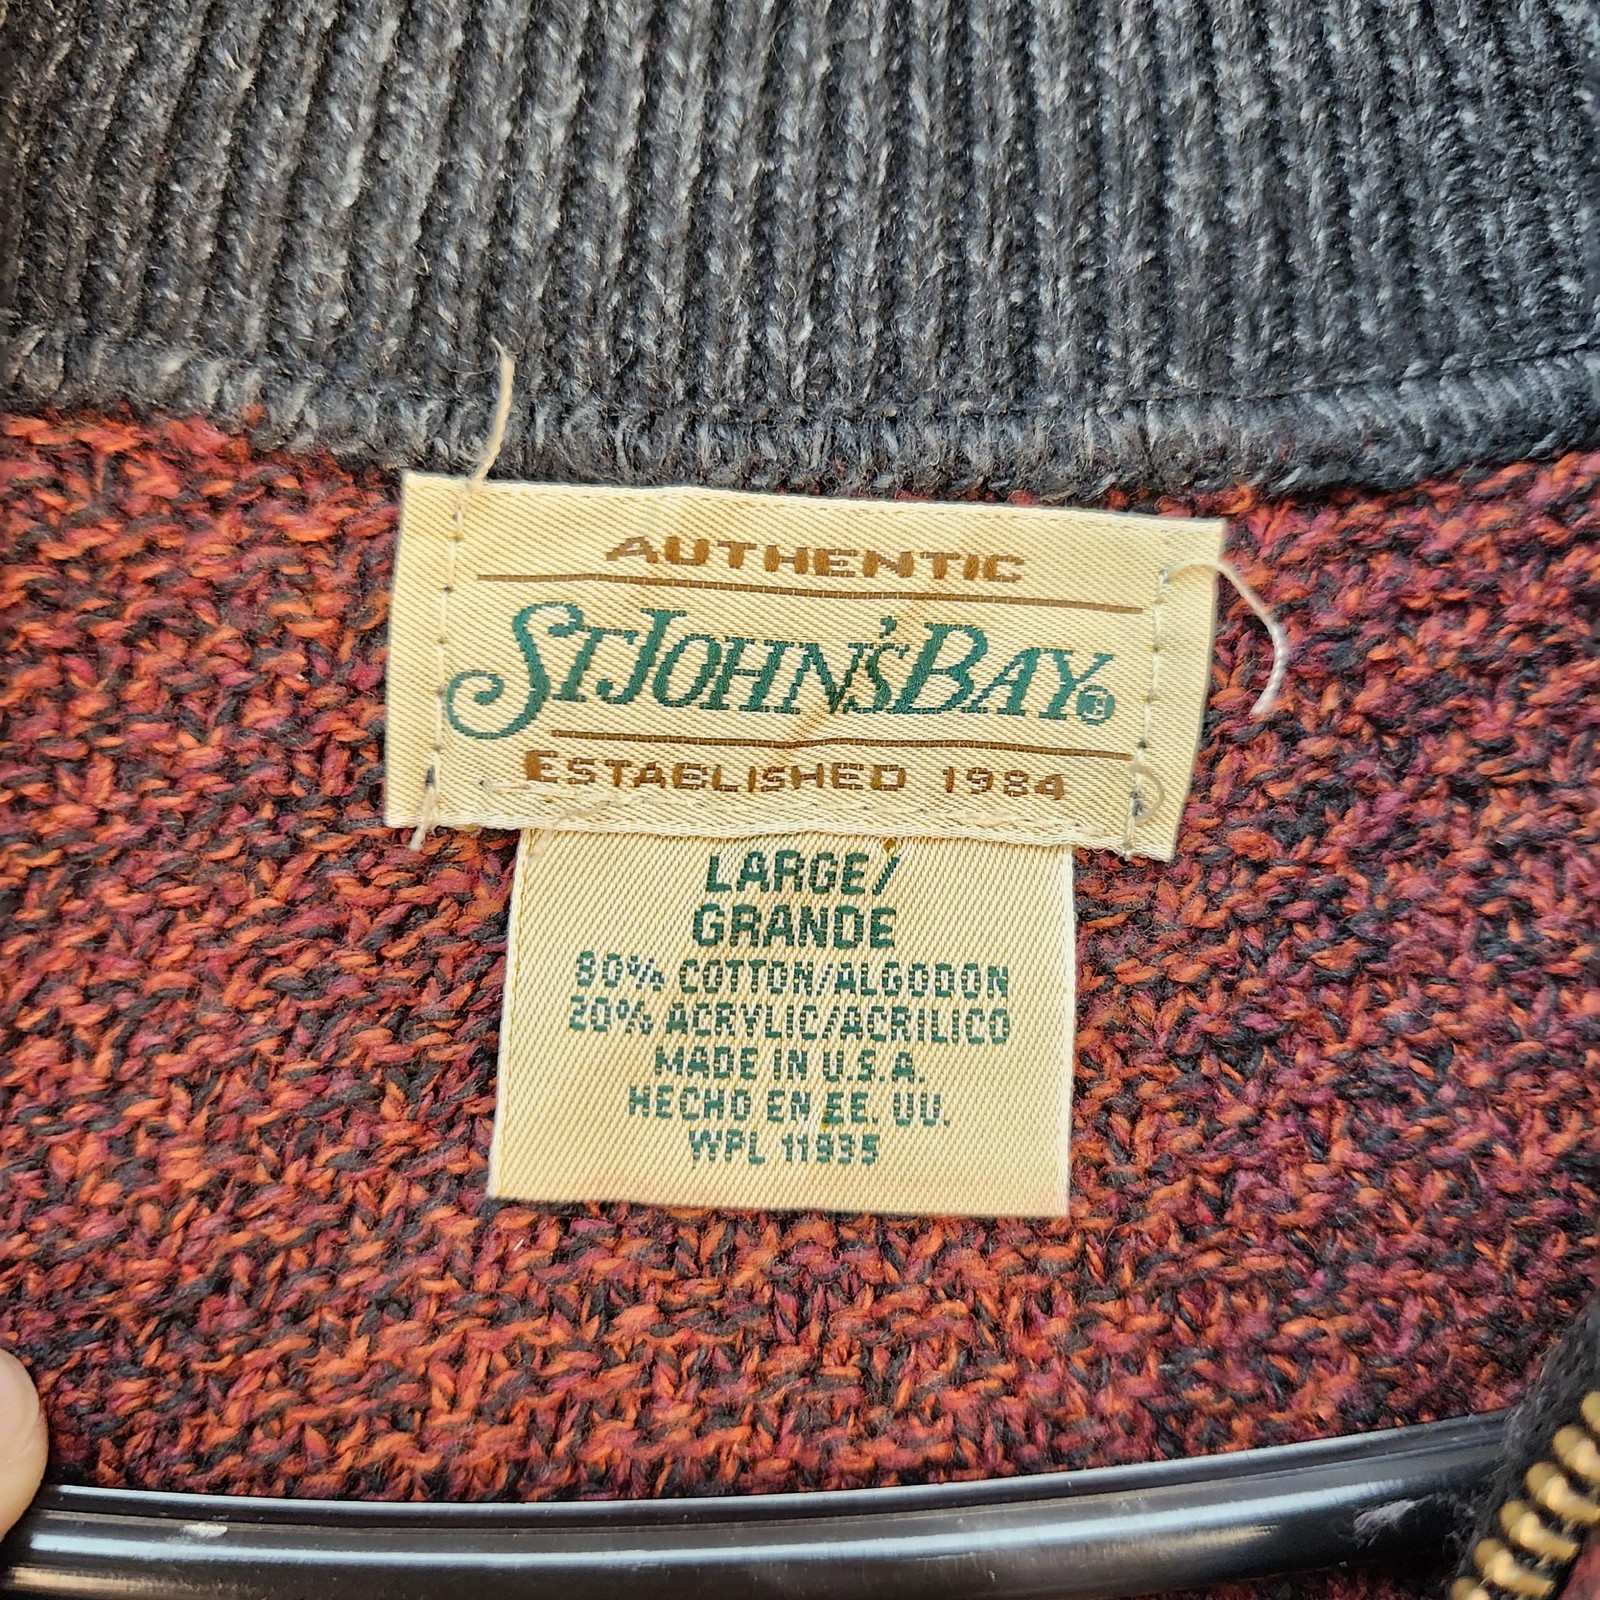 AUTHENTIC
ST. JOHN'S BAY®
ESTABLISHED 1984
LARGE/
GRANDE
80% COTTON/ALGODON
20% ACRYLIC/ACRILICO
MADE IN U.S.A.
HECHO EN EE. UU.
WPL 11935